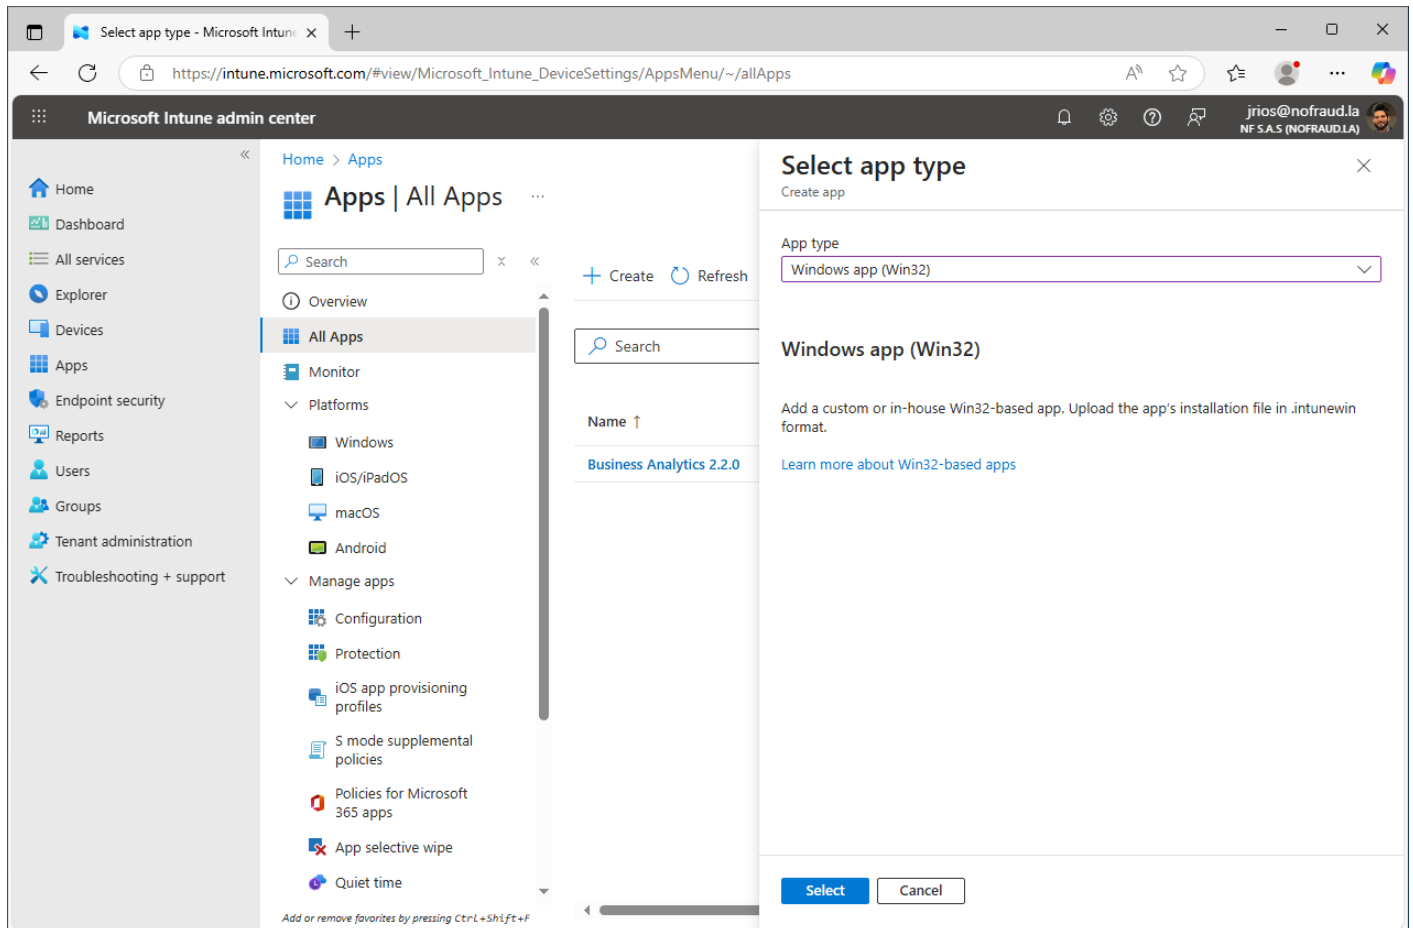 Select app type - Microsoft Intune
https://intune.microsoft.com/#view/Microsoft_Intune_DeviceSettings/AppsMenu/~/allApps
Microsoft Intune admin center
jrios@nofraud.la
NF S.A.S (NOFRAUD.LA)
Home
Dashboard
All services
Explorer
Devices
Apps
Endpoint security
Reports
Users
Groups
Tenant administration
Troubleshooting + support
Home > Apps
Apps | All Apps
Search
Overview
All Apps
Monitor
Platforms
Windows
iOS/iPadOS
macOS
Android
Manage apps
Configuration
Protection
iOS app provisioning
profiles
S mode supplemental
policies
Policies for Microsoft
365 apps
App selective wipe
Quiet time
Add or remove favorites by pressing Ctrl+Shift+F
Create
Refresh
Search
Name ↑
Business Analytics 2.2.0
Select app type
Create app
App type
Windows app (Win32)
Windows app (Win32)
Add a custom or in-house Win32-based app. Upload the app's installation file in .intunewin
format.
Learn more about Win32-based apps
Select
Cancel